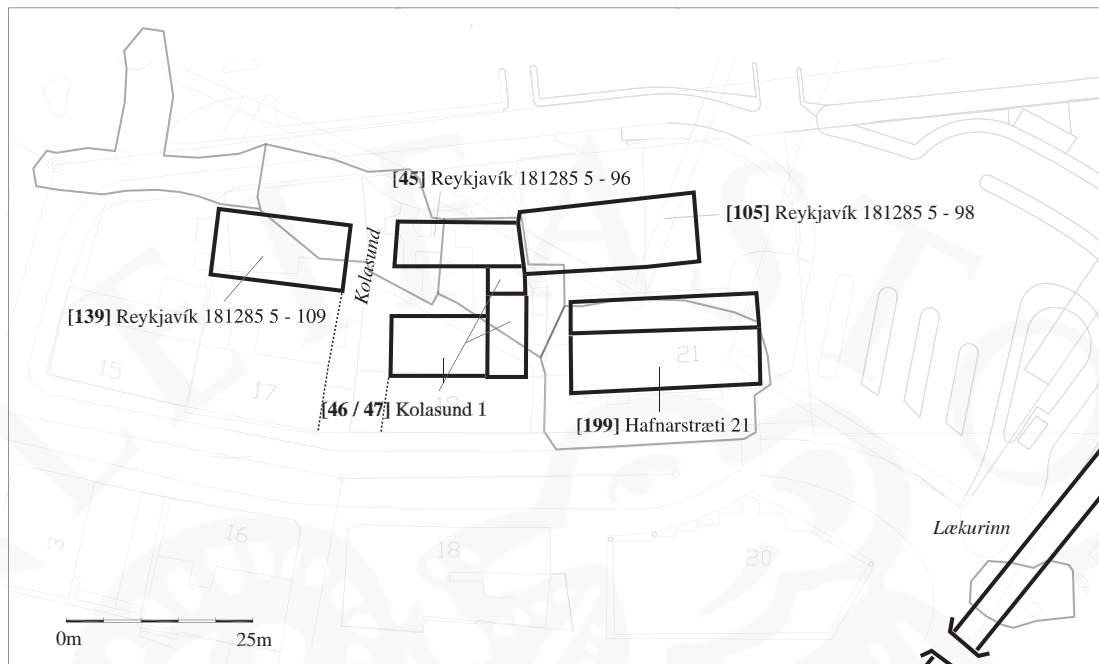 [45] Reykjavík 181285 5 - 96
[105] Reykjavík 181285 5 - 98
Kolasund
[139] Reykjavík 181285 5 - 109
21
15
17
19
[46 / 47] Kolasund 1
[199] Hafnarstræti 21
Lækurinn
3
16
18
20
0m 25m